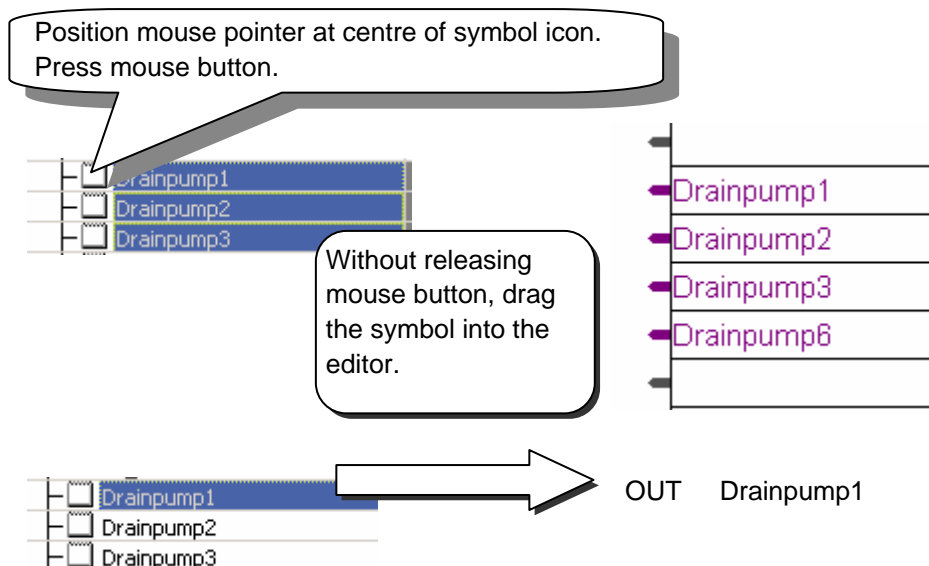 Position mouse pointer at centre of symbol icon.
Press mouse button.
Drainpump1
Drainpump2
Drainpump3
Without releasing
mouse button, drag
the symbol into the
editor.
Drainpump1
Drainpump2
Drainpump3
Drainpump6
Drainpump1
Drainpump2
Drainpump3
OUT Drainpump1